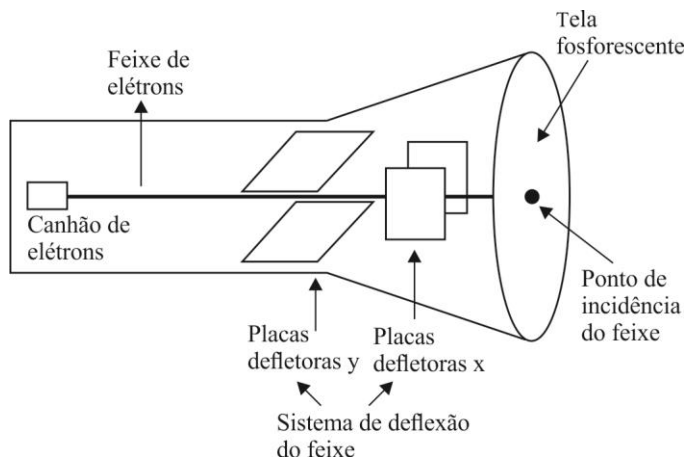 Tela
fosforescente
Feixe de
elétrons
Canhão de
elétrons
Ponto de
incidência
do feixe
Placas
defletoras y
Placas
defletoras x
Sistema de deflexão
do feixe